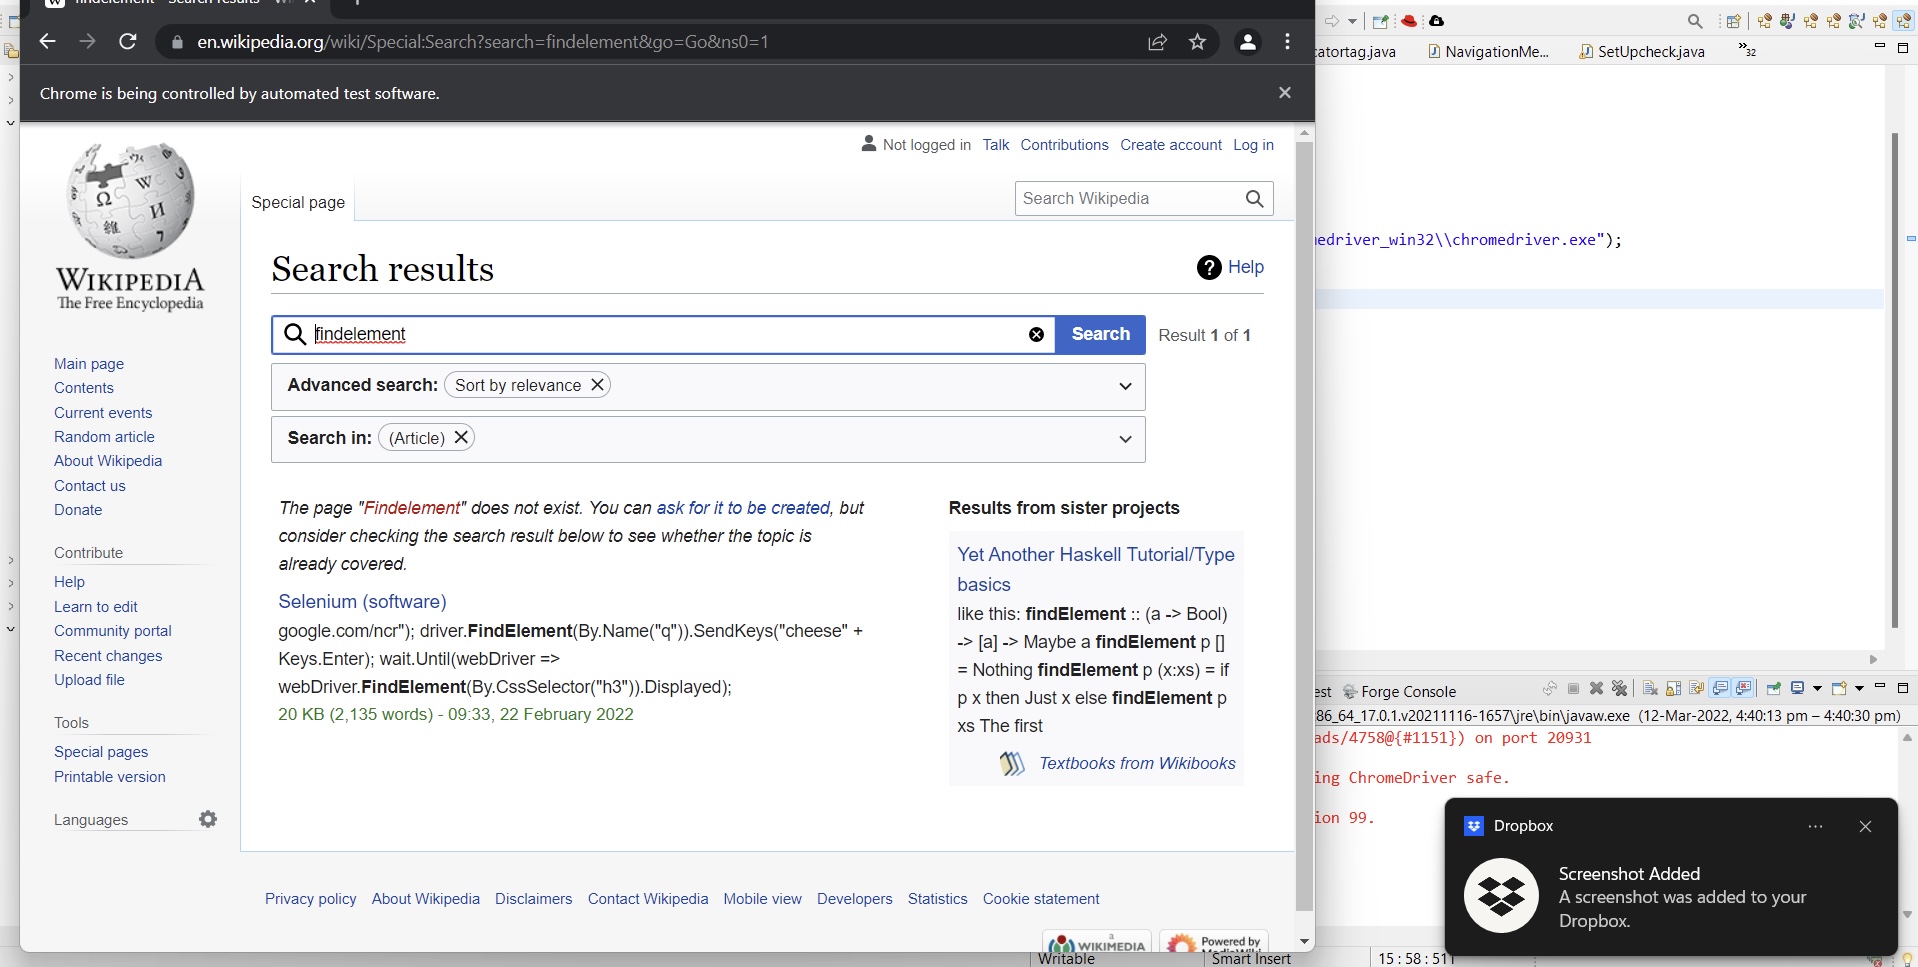 findelement - Search results
en.wikipedia.org/wiki/Special:Search?search=findelement&go=Go&ns0=1
Chrome is being controlled by automated test software.
Not logged in Talk Contributions Create account Log in
Special page
Search Wikipedia
WIKIPEDIA
The Free Encyclopedia
Search results
Help
findelement
Search
Result 1 of 1
Advanced search: Sort by relevance
Search in: (Article)
Main page
Contents
Current events
Random article
About Wikipedia
Contact us
Donate
Contribute
Help
Learn to edit
Community portal
Recent changes
Upload file
Tools
Special pages
Printable version
Languages
The page "Findelement" does not exist. You can ask for it to be created, but
consider checking the search result below to see whether the topic is
already covered.
Selenium (software)
google.com/ncr"); driver.FindElement(By.Name("q")).SendKeys("cheese" +
Keys.Enter); wait.Until(webDriver =>
webDriver.FindElement(By.CssSelector("h3")).Displayed);
20 KB (2,135 words) - 09:33, 22 February 2022
Results from sister projects
Yet Another Haskell Tutorial/Type
basics
like this: findElement :: (a -> Bool)
-> [a] -> Maybe a findElement p []
= Nothing findElement p (x:xs) = if
p x then Just x else findElement p
xs The first
Textbooks from Wikibooks
Privacy policy About Wikipedia Disclaimers Contact Wikipedia Mobile view Developers Statistics Cookie statement
a
WIKIMEDIA
Powered by
MediaWiki
atortag.java
NavigationMe...
SetUpcheck.java
»32
edriver_win32\\chromedriver.exe");
est Forge Console
86_64_17.0.1.v20211116-1657\jre\bin\javaw.exe (12-Mar-2022, 4:40:13 pm – 4:40:30 pm)
ads/4758@{#1151}) on port 20931
ing ChromeDriver safe.
ion 99.
Dropbox
Screenshot Added
A screenshot was added to your
Dropbox.
Writable
Smart Insert
15 : 58 : 511